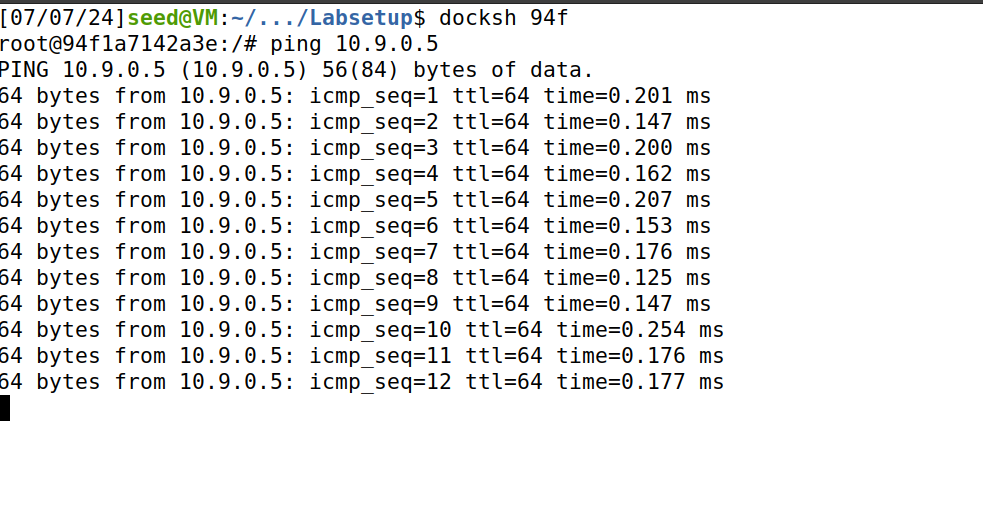 [07/07/24]seed@VM:~/.../Labsetup$ docksh 94f
root@94f1a7142a3e:/# ping 10.9.0.5
PING 10.9.0.5 (10.9.0.5) 56(84) bytes of data.
64 bytes from 10.9.0.5: icmp_seq=1 ttl=64 time=0.201 ms
64 bytes from 10.9.0.5: icmp_seq=2 ttl=64 time=0.147 ms
64 bytes from 10.9.0.5: icmp_seq=3 ttl=64 time=0.200 ms
64 bytes from 10.9.0.5: icmp_seq=4 ttl=64 time=0.162 ms
64 bytes from 10.9.0.5: icmp_seq=5 ttl=64 time=0.207 ms
64 bytes from 10.9.0.5: icmp_seq=6 ttl=64 time=0.153 ms
64 bytes from 10.9.0.5: icmp_seq=7 ttl=64 time=0.176 ms
64 bytes from 10.9.0.5: icmp_seq=8 ttl=64 time=0.125 ms
64 bytes from 10.9.0.5: icmp_seq=9 ttl=64 time=0.147 ms
64 bytes from 10.9.0.5: icmp_seq=10 ttl=64 time=0.254 ms
64 bytes from 10.9.0.5: icmp_seq=11 ttl=64 time=0.176 ms
64 bytes from 10.9.0.5: icmp_seq=12 ttl=64 time=0.177 ms